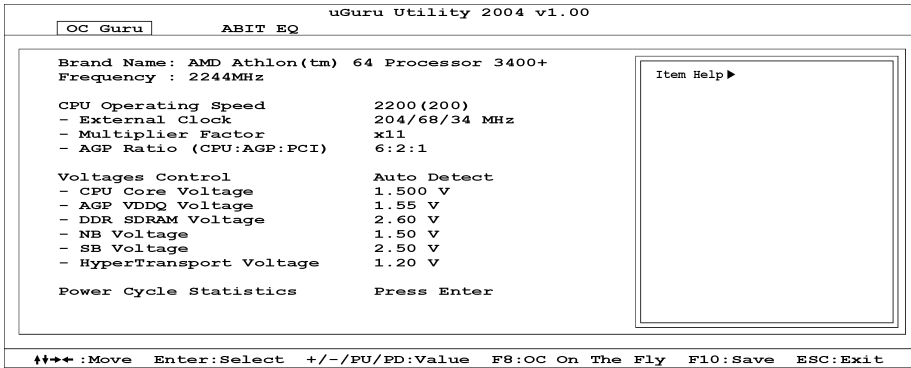 uGuru Utility 2004 v1.00
OC Guru ABIT EQ
Brand Name: AMD Athlon(tm) 64 Processor 3400+
Frequency : 2244MHz
Item Help▶
CPU Operating Speed 2200(200)
- External Clock 204/68/34 MHz
- Multiplier Factor x11
- AGP Ratio (CPU:AGP:PCI) 6:2:1
Voltages Control Auto Detect
- CPU Core Voltage 1.500 V
- AGP VDDQ Voltage 1.55 V
- DDR SDRAM Voltage 2.60 V
- NB Voltage 1.50 V
- SB Voltage 2.50 V
- HyperTransport Voltage 1.20 V
Power Cycle Statistics Press Enter
↑↓→←:Move Enter:Select +/-/PU/PD:Value F8:OC On The Fly F10:Save ESC:Exit